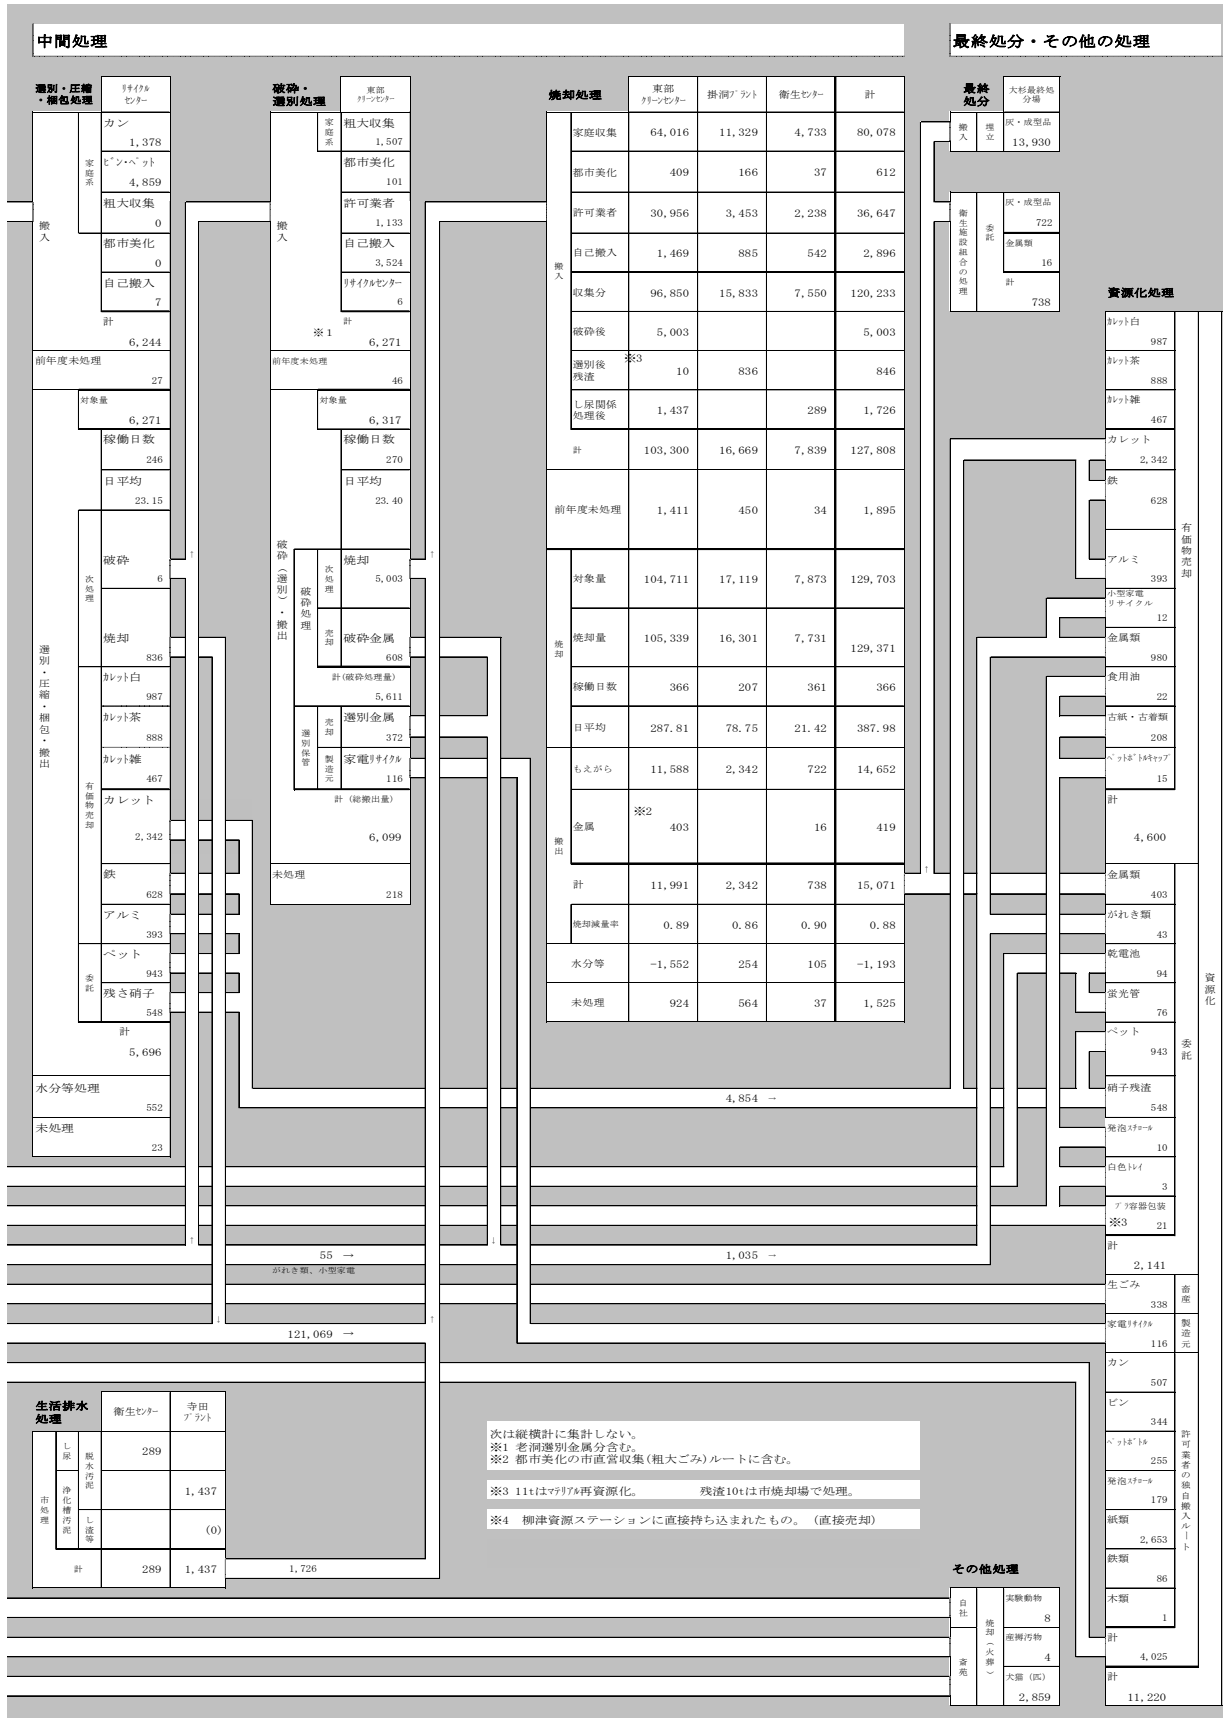 中間処理
最終処分・その他の処理
選別・圧縮・梱包処理
リサイクルセンター
搬入
家庭系
カン
1,378
ビン・ペット
4,859
粗大収集
0
都市美化
0
自己搬入
7
計
6,244
前年度未処理
27
選別・圧縮・梱包・搬出
対象量
6,271
稼働日数
246
日平均
23.15
次処理
破砕
6
焼却
836
有価物売却
カレット白
987
カレット茶
888
カレット雑
467
カレット
2,342
鉄
628
アルミ
393
委託
ペット
943
残さ硝子
548
計
5,696
水分等処理
552
未処理
23
破砕・選別処理
東部クリーンセンター
搬入
家庭系
粗大収集
1,507
都市美化
101
許可業者
1,133
自己搬入
3,524
リサイクルセンター
6
※1
計
6,271
前年度未処理
46
破砕（選別）・搬出
対象量
6,317
稼働日数
270
日平均
23.40
破砕処理
次処理
焼却
5,003
売却
破砕金属
608
計(破砕処理量)
5,611
選別保管
売却
選別金属
372
製造元
家電リサイクル
116
計（総搬出量）
6,099
未処理
218
焼却処理
東部クリーンセンター 掛洞プラント 衛生センター 計
搬入
家庭収集 64,016 11,329 4,733 80,078
都市美化 409 166 37 612
許可業者 30,956 3,453 2,238 36,647
自己搬入 1,469 885 542 2,896
収集分 96,850 15,833 7,550 120,233
破砕後 5,003 5,003
選別後残渣 ※3 10 836 846
し尿関係処理後 1,437 289 1,726
計 103,300 16,669 7,839 127,808
前年度未処理 1,411 450 34 1,895
焼却
対象量 104,711 17,119 7,873 129,703
焼却量 105,339 16,301 7,731 129,371
稼働日数 366 207 361 366
日平均 287.81 78.75 21.42 387.98
搬出
もえがら 11,588 2,342 722 14,652
金属 ※2 403 16 419
計 11,991 2,342 738 15,071
焼却減量率 0.89 0.86 0.90 0.88
水分等 -1,552 254 105 -1,193
未処理 924 564 37 1,525
最終処分
大杉最終処分場
搬入
埋立
灰・成型品
13,930
衛生施設組合の処理
委託
灰・成型品
722
金属類
16
計
738
資源化処理
資源化
有価物売却
カレット白
987
カレット茶
888
カレット雑
467
カレット
2,342
鉄
628
アルミ
393
小型家電リサイクル
12
金属類
980
食用油
22
古紙・古着類
208
ペットボトルキャップ
15
計
4,600
委託
金属類
403
がれき類
43
乾電池
94
蛍光管
76
ペット
943
硝子残渣
548
発泡スチロール
10
白色トレイ
3
プラ容器包装
※3 21
計
2,141
生ごみ
338
畜産
家電リサイクル
116
製造元
許可業者の独自搬入ルート
カン
507
ビン
344
ペットボトル
255
発泡スチロール
179
紙類
2,653
鉄類
86
木類
1
計
4,025
計
11,220
4,854 →
55 →
がれき類、小型家電
1,035 →
121,069 →
生活排水処理
衛生センター
寺田プラント
市処理
し尿
浄化槽汚泥
脱水汚泥
289
1,437
し渣等
(0)
計 289 1,437
1,726
次は縦横計に集計しない。
※1 老洞選別金属分含む。
※2 都市美化の市直営収集(粗大ごみ)ルートに含む。
※3 11tはマテリアル再資源化。 残渣10tは市焼却場で処理。
※4 柳津資源ステーションに直接持ち込まれたもの。（直接売却）
その他処理
自社
斎苑
焼却（火葬）
実験動物
8
産褥汚物
4
犬猫（匹）
2,859